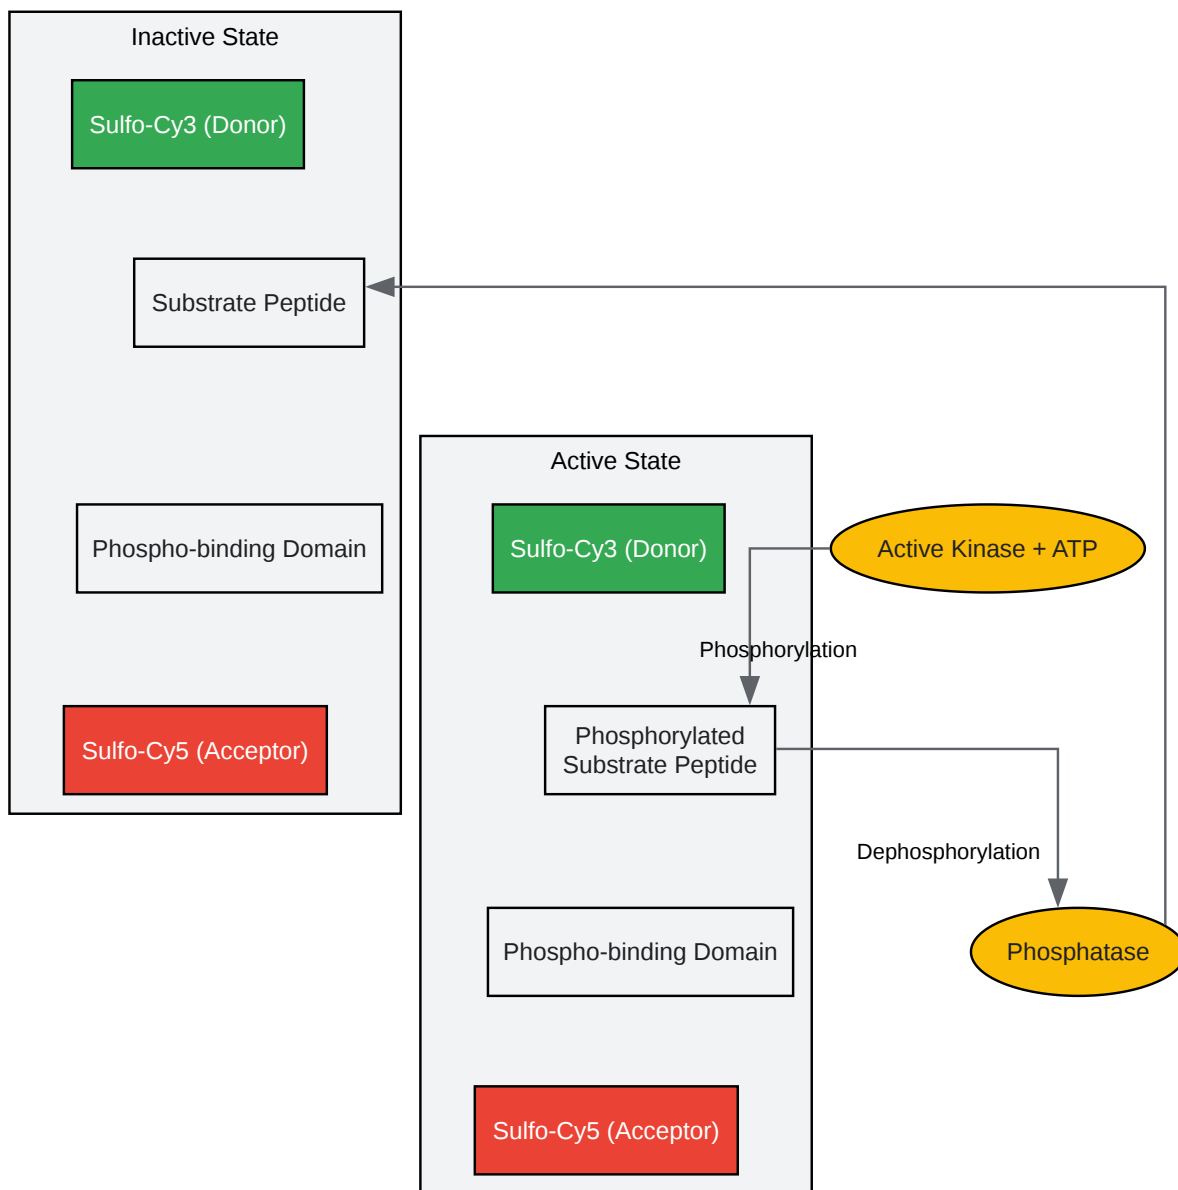 Inactive State
Sulfo-Cy3 (Donor)
Substrate Peptide
Phospho-binding Domain
Sulfo-Cy5 (Acceptor)
Active State
Sulfo-Cy3 (Donor)
Active Kinase + ATP
Phosphorylation
Phosphorylated
Substrate Peptide
Dephosphorylation
Phospho-binding Domain
Phosphatase
Sulfo-Cy5 (Acceptor)